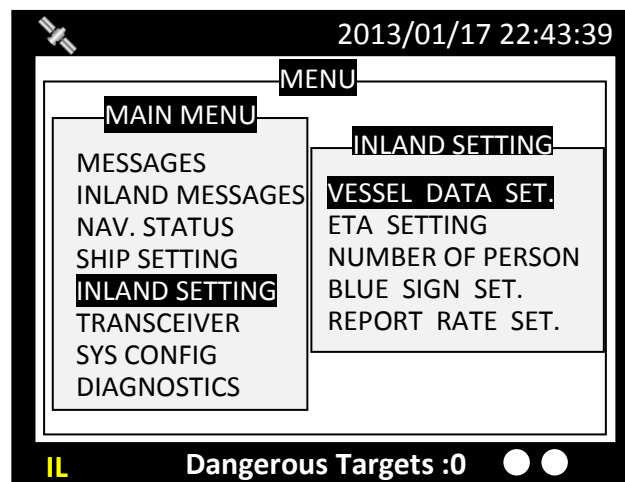 2013/01/17 22:43:39
MENU
MAIN MENU
MESSAGES
INLAND MESSAGES
NAV. STATUS
SHIP SETTING
INLAND SETTING
TRANSCEIVER
SYS CONFIG
DIAGNOSTICS
INLAND SETTING
VESSEL DATA SET.
ETA SETTING
NUMBER OF PERSON
BLUE SIGN SET.
REPORT RATE SET.
IL
Dangerous Targets :0